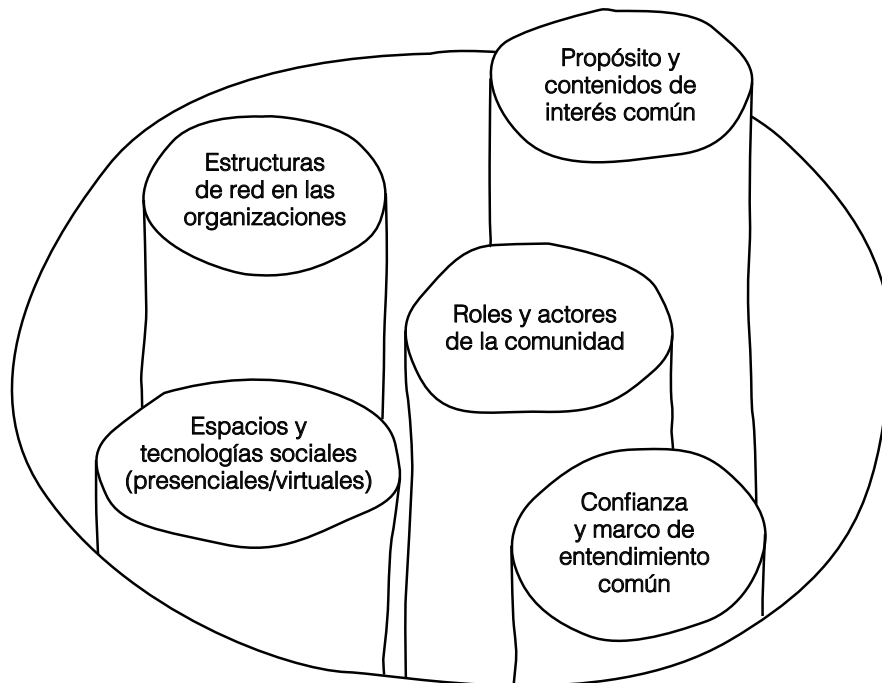 Propósito y
contenidos de
interés común
Estructuras
de red en las
organizaciones
Roles y actores
de la comunidad
Espacios y
tecnologías sociales
(presenciales/virtuales)
Confianza
y marco de
entendimiento
común